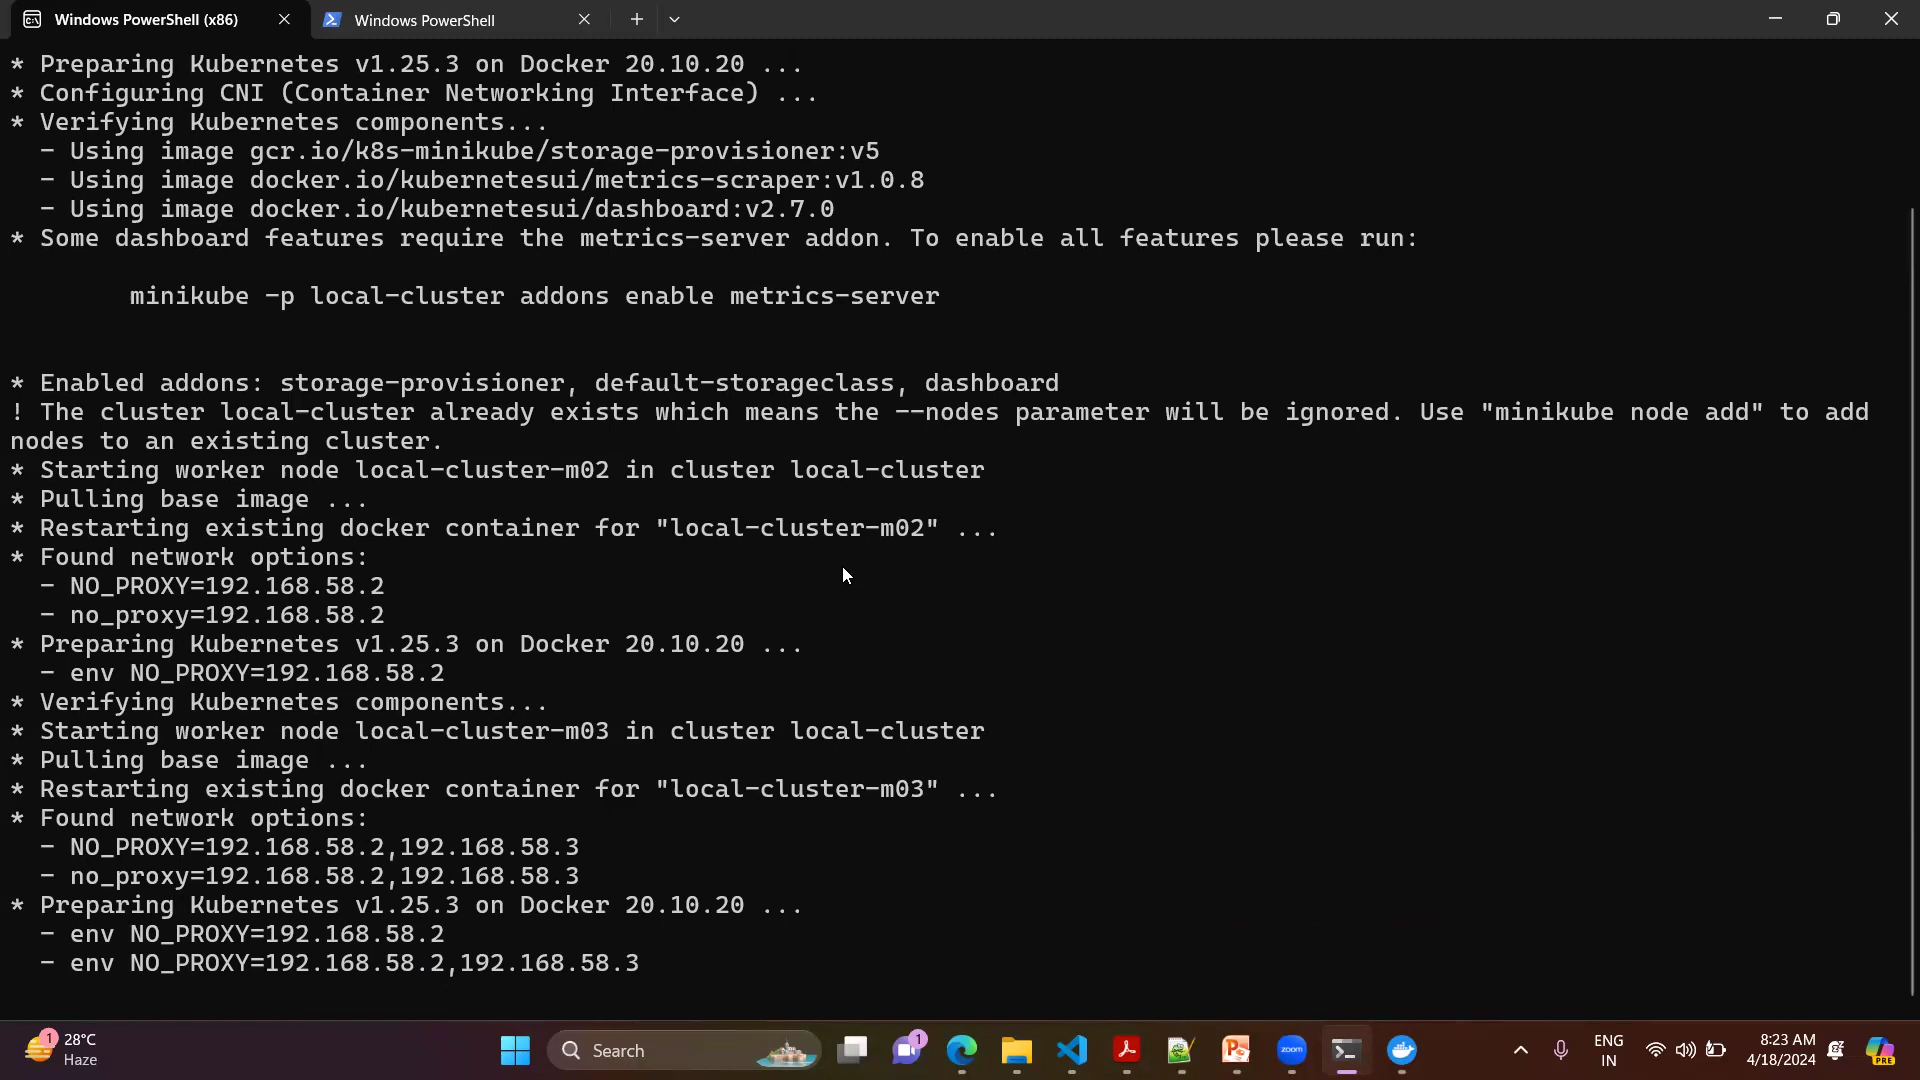 Windows PowerShell (x86)
Windows PowerShell
* Preparing Kubernetes v1.25.3 on Docker 20.10.20 ...
* Configuring CNI (Container Networking Interface) ...
* Verifying Kubernetes components...
  - Using image gcr.io/k8s-minikube/storage-provisioner:v5
  - Using image docker.io/kubernetesui/metrics-scraper:v1.0.8
  - Using image docker.io/kubernetesui/dashboard:v2.7.0
* Some dashboard features require the metrics-server addon. To enable all features please run:
        minikube -p local-cluster addons enable metrics-server
* Enabled addons: storage-provisioner, default-storageclass, dashboard
! The cluster local-cluster already exists which means the --nodes parameter will be ignored. Use "minikube node add" to add
nodes to an existing cluster.
* Starting worker node local-cluster-m02 in cluster local-cluster
* Pulling base image ...
* Restarting existing docker container for "local-cluster-m02" ...
* Found network options:
  - NO_PROXY=192.168.58.2
  - no_proxy=192.168.58.2
* Preparing Kubernetes v1.25.3 on Docker 20.10.20 ...
  - env NO_PROXY=192.168.58.2
* Verifying Kubernetes components...
* Starting worker node local-cluster-m03 in cluster local-cluster
* Pulling base image ...
* Restarting existing docker container for "local-cluster-m03" ...
* Found network options:
  - NO_PROXY=192.168.58.2,192.168.58.3
  - no_proxy=192.168.58.2,192.168.58.3
* Preparing Kubernetes v1.25.3 on Docker 20.10.20 ...
  - env NO_PROXY=192.168.58.2
  - env NO_PROXY=192.168.58.2,192.168.58.3
1
28°C
Haze
Search
1
zoom
ENG
IN
8:23 AM
4/18/2024
PRE